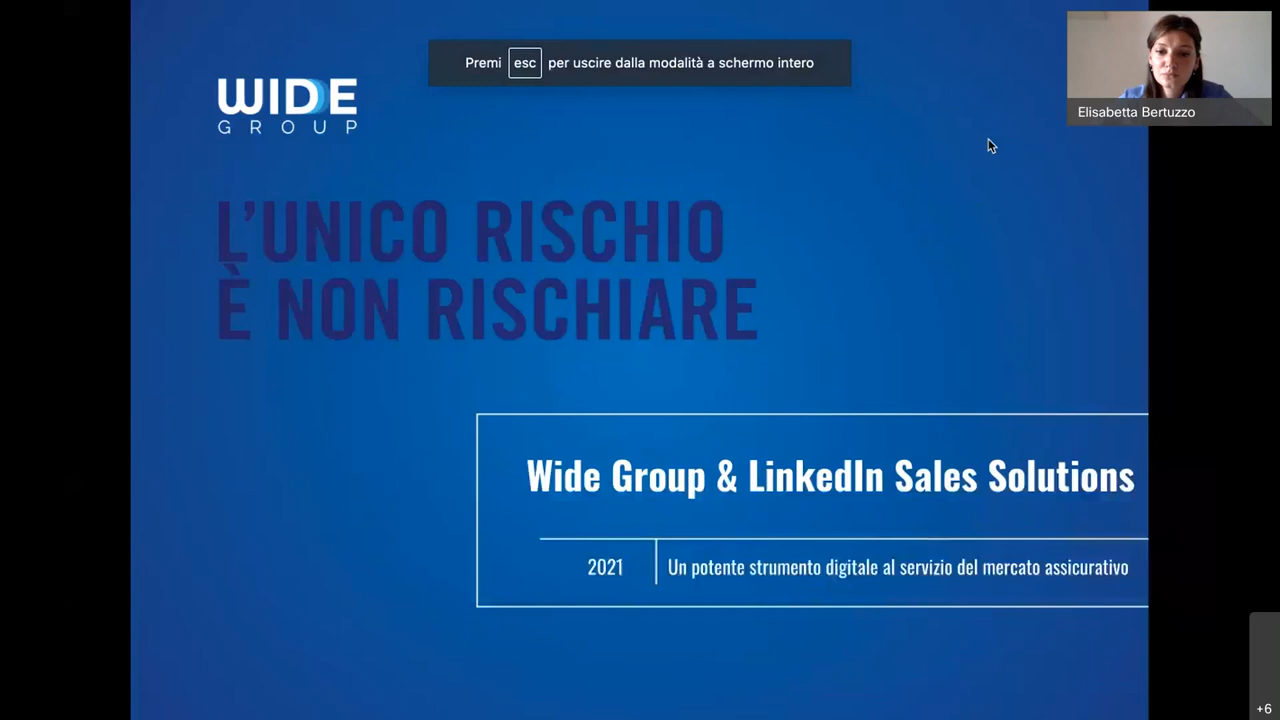 Premi esc per uscire dalla modalità a schermo intero
Elisabetta Bertuzzo
WIDE
GROUP
L'UNICO RISCHIO
È NON RISCHIARE
Wide Group & LinkedIn Sales Solutions
2021
Un potente strumento digitale al servizio del mercato assicurativo
+6